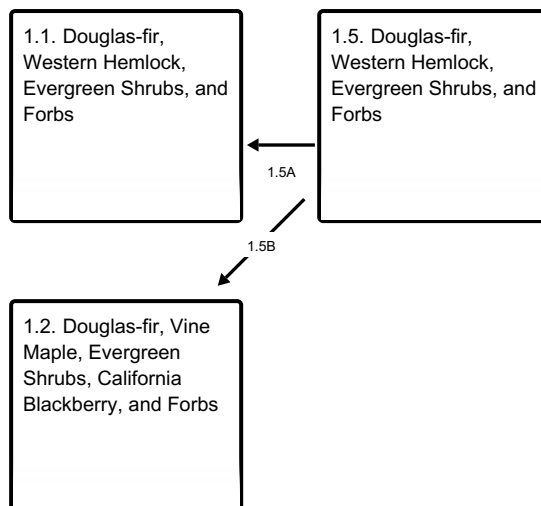 1.1. Douglas-fir,
Western Hemlock,
Evergreen Shrubs, and
Forbs
1.5. Douglas-fir,
Western Hemlock,
Evergreen Shrubs, and
Forbs
1.5A
1.5B
1.2. Douglas-fir, Vine
Maple, Evergreen
Shrubs, California
Blackberry, and Forbs